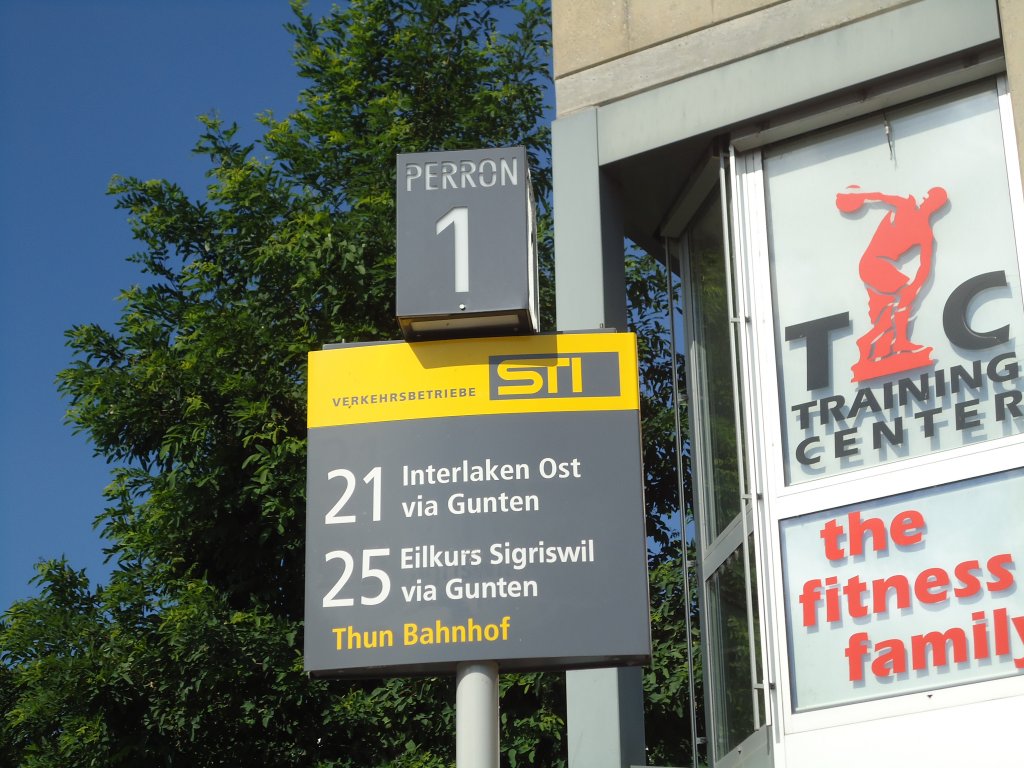 PERRON
1
VERKEHRSBETRIEBE STI
21 Interlaken Ost
via Gunten
25 Eilkurs Sigriswil
via Gunten
Thun Bahnhof
T C
TRAINING
CENTER
the
fitness
family